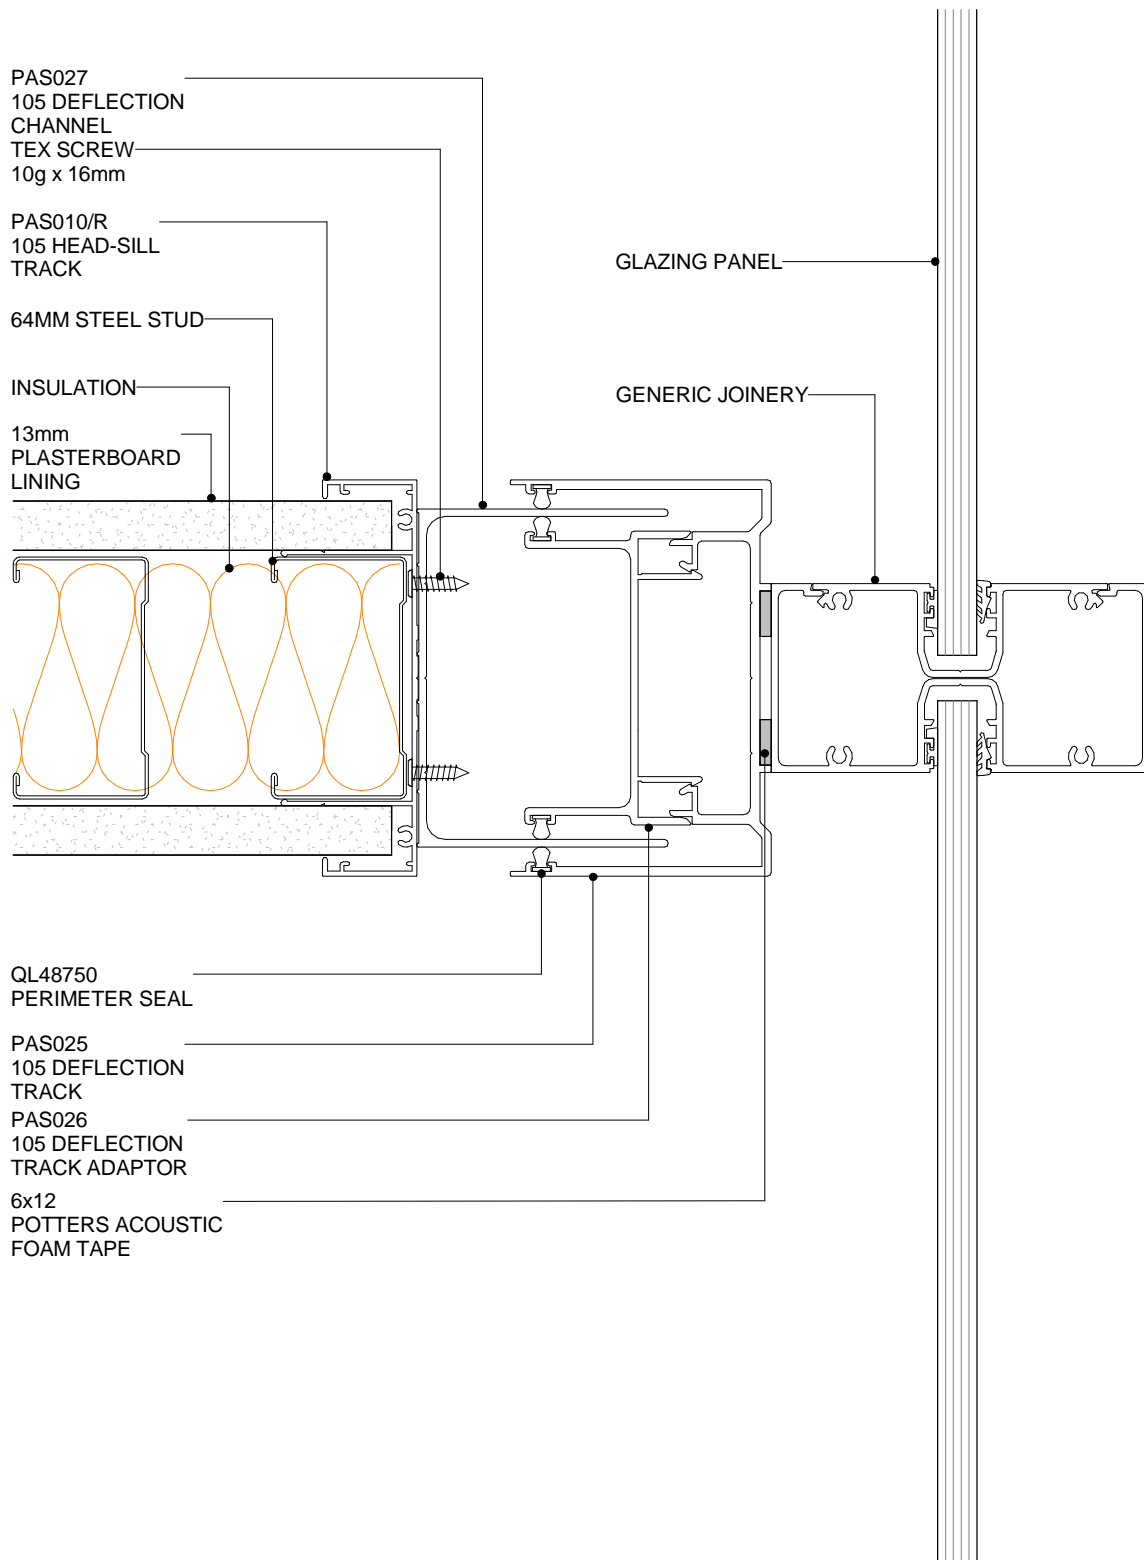 PAS027
105 DEFLECTION
CHANNEL
TEX SCREW
10g x 16mm
PAS010/R
105 HEAD-SILL
TRACK
64MM STEEL STUD
INSULATION
13mm
PLASTERBOARD
LINING
GLAZING PANEL
GENERIC JOINERY
QL48750
PERIMETER SEAL
PAS025
105 DEFLECTION
TRACK
PAS026
105 DEFLECTION
TRACK ADAPTOR
6x12
POTTERS ACOUSTIC
FOAM TAPE